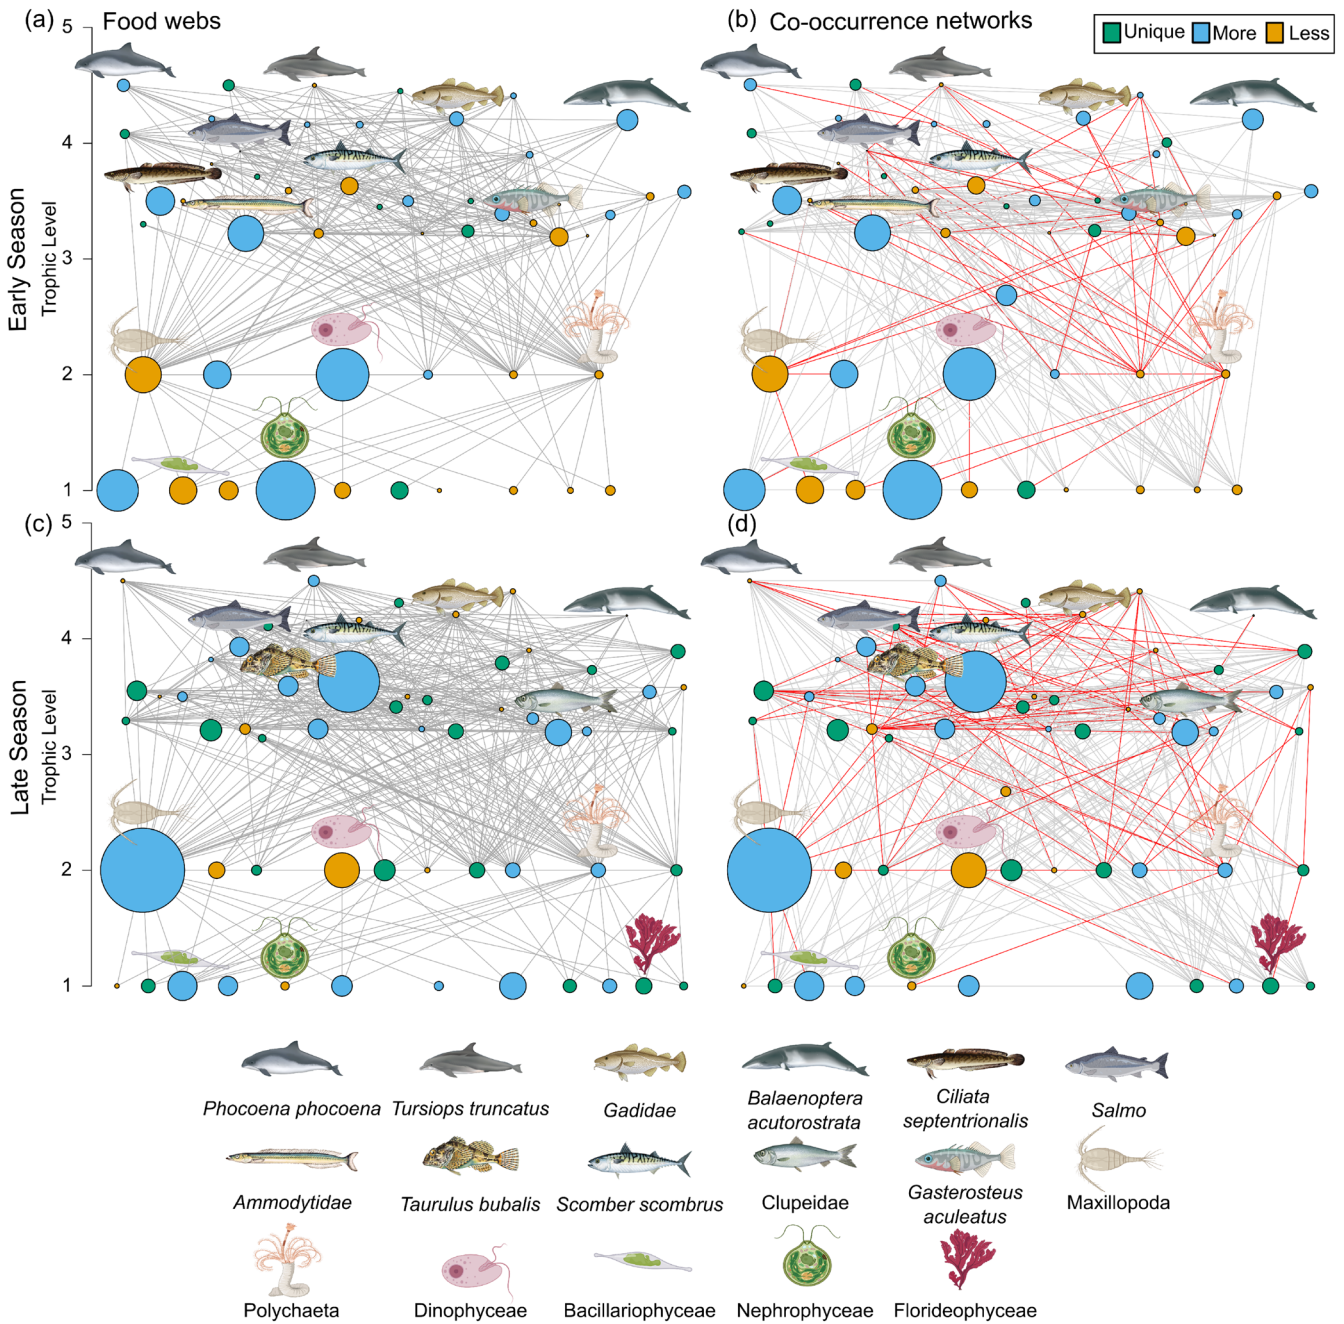 (a) Food webs
(b) Co-occurrence networks
Unique More Less
Early Season
Trophic Level
5
4
3
2
1
(c)
(d)
Late Season
Trophic Level
5
4
3
2
1
Phocoena phocoena
Tursiops truncatus
Gadidae
Balaenoptera
acutorostrata
Ciliata
septentrionalis
Salmo
Ammodytidae
Taurulus bubalis
Scomber scombrus
Clupeidae
Gasterosteus
aculeatus
Maxillopoda
Polychaeta
Dinophyceae
Bacillariophyceae
Nephrophyceae
Florideophyceae